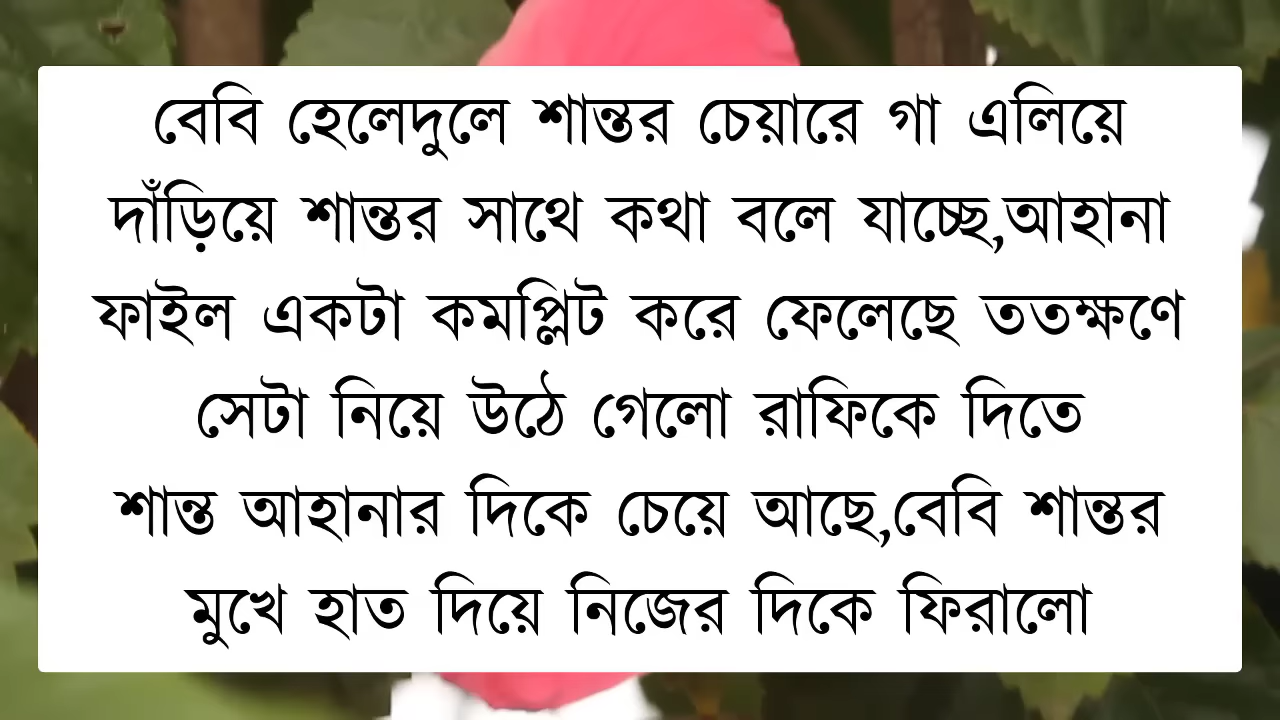 বেবি হেলেদুলে শান্তর চেয়ারে গা এলিয়ে
দাঁড়িয়ে শান্তর সাথে কথা বলে যাচ্ছে,আহানা
ফাইল একটা কমপ্লিট করে ফেলেছে ততক্ষণে
সেটা নিয়ে উঠে গেলো রাফিকে দিতে
শান্ত আহানার দিকে চেয়ে আছে,বেবি শান্তর
মুখে হাত দিয়ে নিজের দিকে ফিরালো